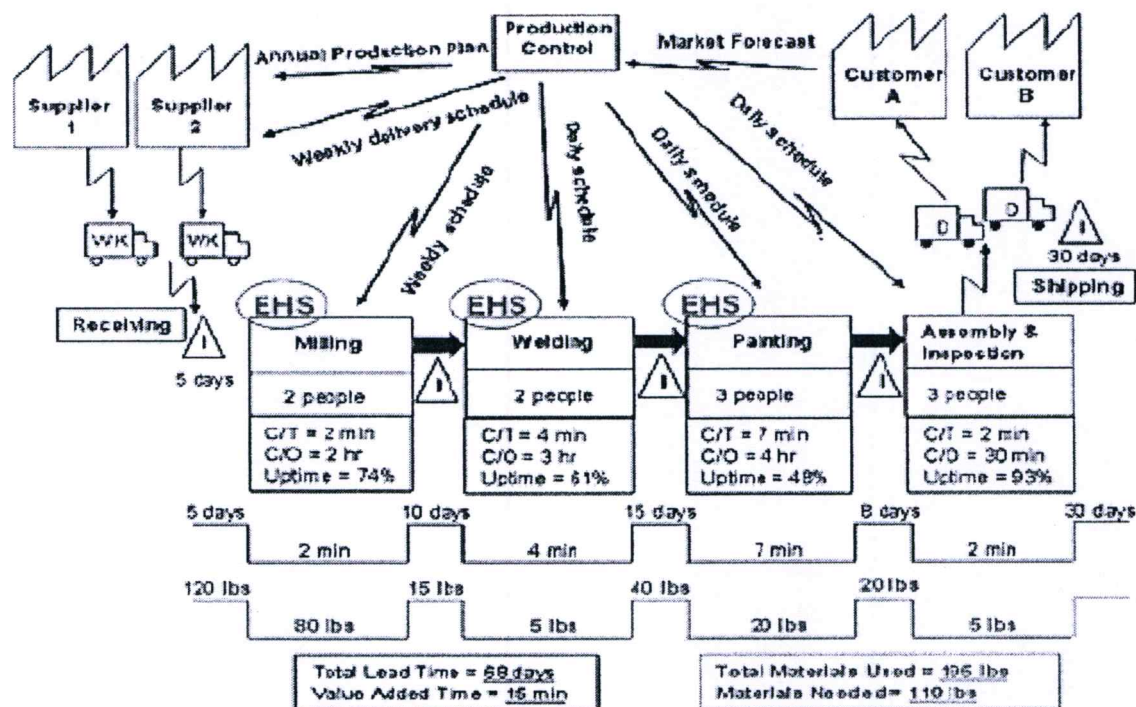 Production
Control
Annual Production Plan
Market Forecast
Supplier
1
Supplier
2
Customer
A
Customer
B
Weekly delivery schedule
Weekly schedule
Daily schedule
Daily schedule
Daily schedule
WK
WK
D
D
I
30 days
Shipping
Receiving
I
5 days
EHS
EHS
EHS
Milling
Welding
Painting
Assembly &
Inspection
I
I
I
2 people
2 people
3 people
3 people
C/T = 2 min
C/O = 2 hr
Uptime = 74%
C/T = 4 min
C/O = 3 hr
Uptime = 61%
C/T = 7 min
C/O = 4 hr
Uptime = 48%
C/T = 2 min
C/O = 30 min
Uptime = 93%
5 days 10 days 15 days 8 days 30 days
2 min 4 min 7 min 2 min
120 lbs 15 lbs 40 lbs 20 lbs
80 lbs 5 lbs 20 lbs 5 lbs
Total Lead Time = 68 days
Value Added Time = 15 min
Total Materials Used = 195 lbs
Materials Needed= 110 lbs